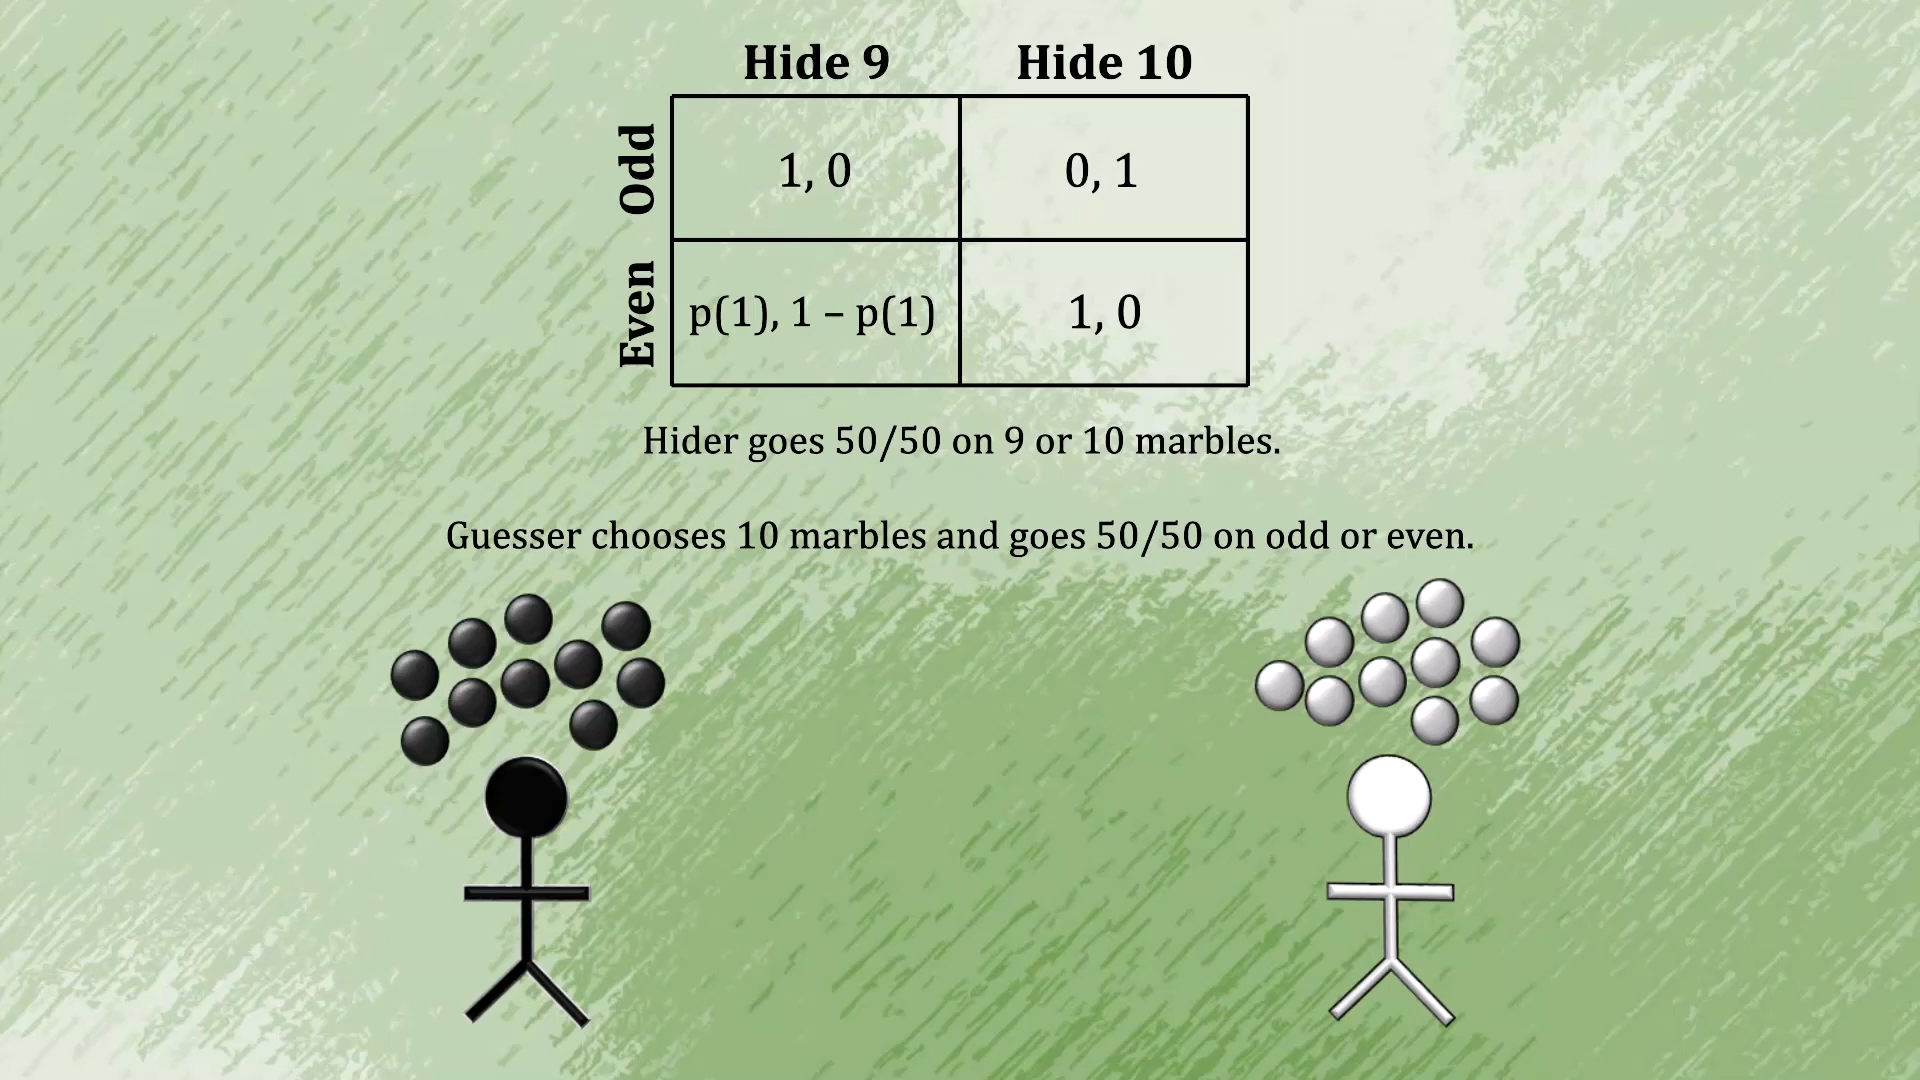 Hide 9 Hide 10
Odd 1, 0 0, 1
Even p(1), 1 – p(1) 1, 0
Hider goes 50/50 on 9 or 10 marbles.
Guesser chooses 10 marbles and goes 50/50 on odd or even.